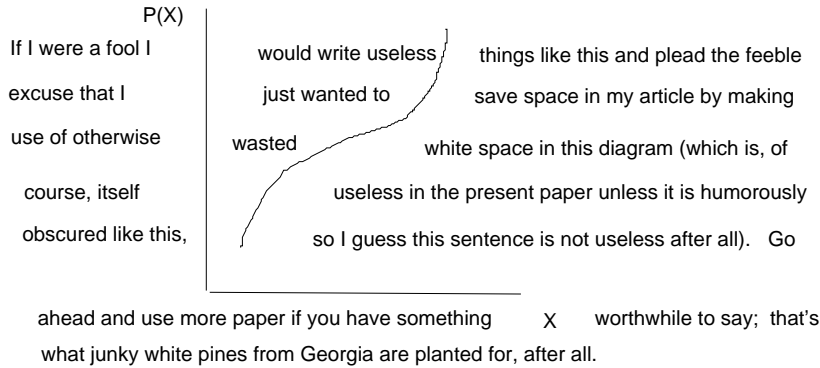 P(X)
If I were a fool I would write useless things like this and plead the feeble
excuse that I just wanted to save space in my article by making
use of otherwise wasted white space in this diagram (which is, of
course, itself useless in the present paper unless it is humorously
obscured like this, so I guess this sentence is not useless after all). Go
ahead and use more paper if you have something X worthwhile to say; that's
what junky white pines from Georgia are planted for, after all.